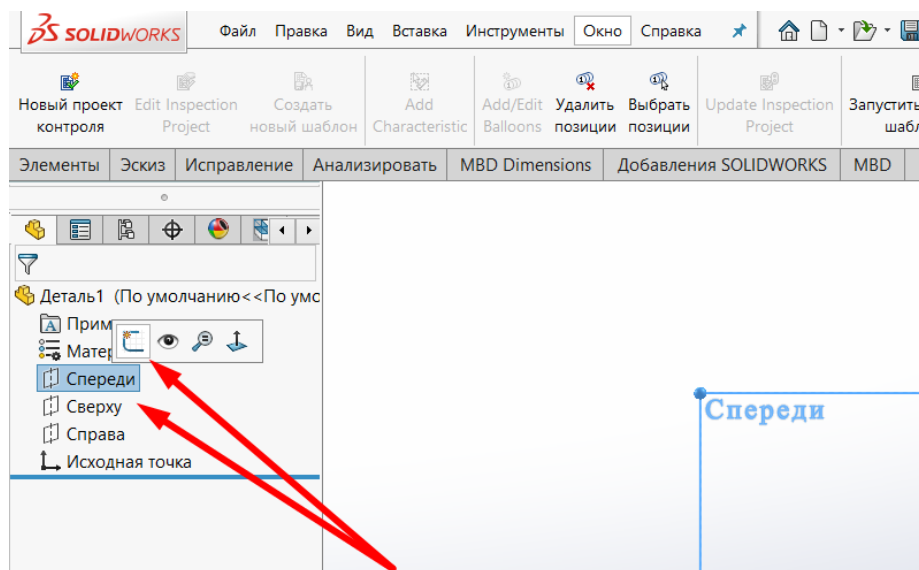 SOLIDWORKS Файл Правка Вид Вставка Инструменты Окно Справка
Новый проект контроля
Edit Inspection Project
Создать новый шаблон
Add Characteristic
Add/Edit Balloons
Удалить позиции
Выбрать позиции
Update Inspection Project
Запустить
Элементы Эскиз Исправление Анализировать MBD Dimensions Добавления SOLIDWORKS MBD
Деталь1 (По умолчанию<<По умо
Прим
Матер
Спереди
Сверху
Справа
Исходная точка
Спереди